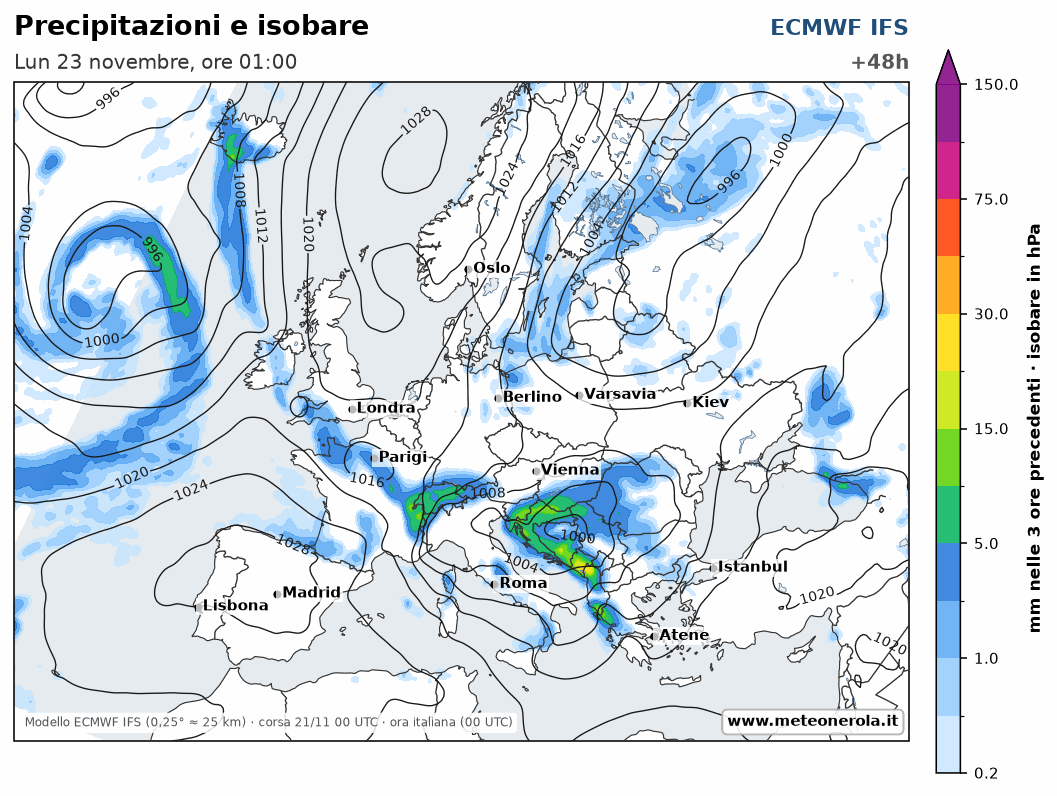 Precipitazioni e isobare
ECMWF IFS
Lun 23 novembre, ore 01:00
+48h
996
1028
1004
1008
1012
1020
996
1000
1024
1016
1012
1004
996
1000
Oslo
Londra
Berlino
Varsavia
Kiev
Parigi
Vienna
1020
1024
1016
1008
1028
1000
1004
Istanbul
Roma
Madrid
Lisbona
Atene
1020
1020
Modello ECMWF IFS (0,25° ≈ 25 km) · corsa 21/11 00 UTC · ora italiana (00 UTC)
www.meteonerola.it
150.0
75.0
30.0
15.0
5.0
1.0
0.2
mm nelle 3 ore precedenti · isobare in hPa